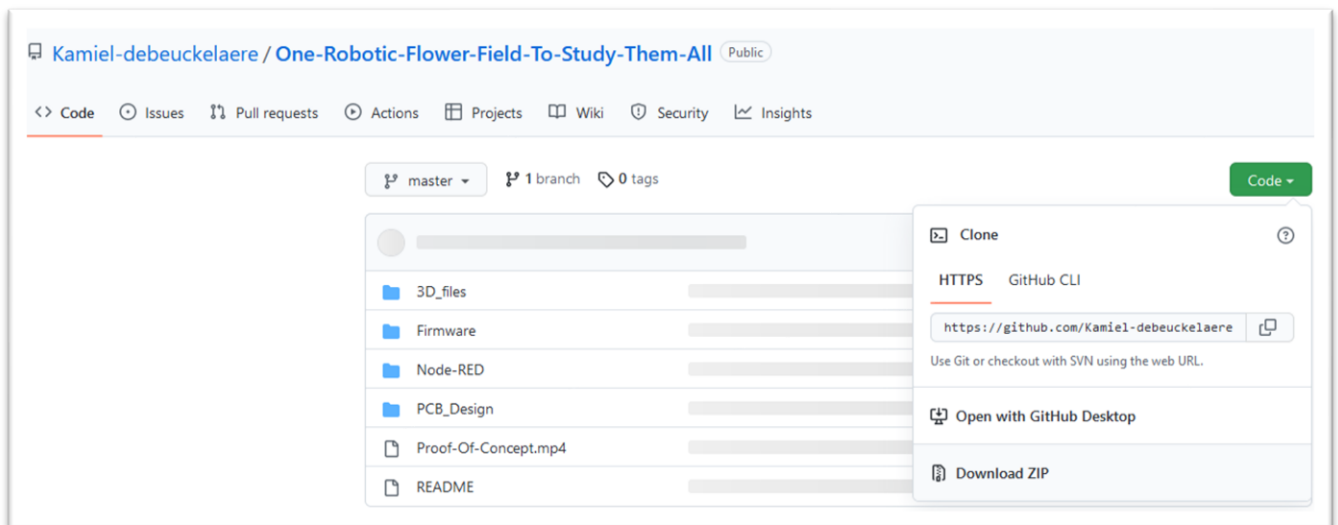 Kamiel-debeuckelaere / One-Robotic-Flower-Field-To-Study-Them-All Public
<> Code Issues Pull requests Actions Projects Wiki Security Insights
master 1 branch 0 tags Code
Clone
HTTPS GitHub CLI
https://github.com/Kamiel-debeuckelaere
Use Git or checkout with SVN using the web URL.
Open with GitHub Desktop
Download ZIP
3D_files
Firmware
Node-RED
PCB_Design
Proof-Of-Concept.mp4
README